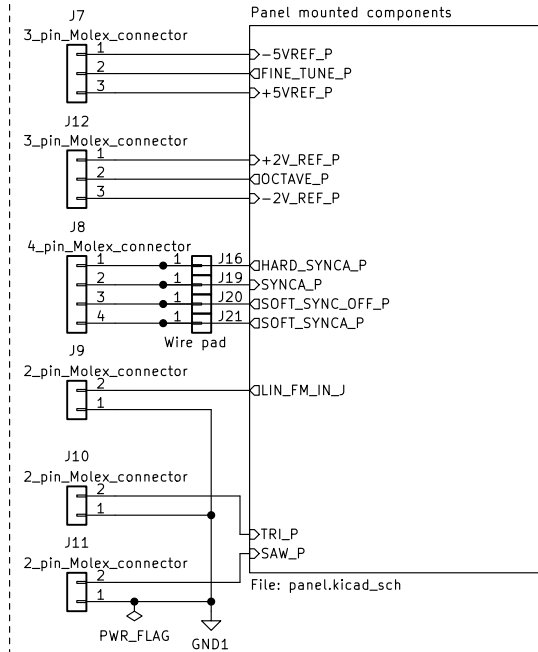 Panel mounted components
J7
3_pin_Molex_connector
1
-5VREF_P
2
FINE_TUNE_P
3
+5VREF_P
J12
3_pin_Molex_connector
1
+2V_REF_P
2
OCTAVE_P
3
-2V_REF_P
J8
4_pin_Molex_connector
1 1 J16 HARD_SYNCA_P
2 1 J19 SYNCA_P
3 1 J20 SOFT_SYNC_OFF_P
4 1 J21 SOFT_SYNCA_P
Wire pad
J9
2_pin_Molex_connector
2
LIN_FM_IN_J
1
J10
2_pin_Molex_connector
2
1
TRI_P
J11
SAW_P
2_pin_Molex_connector
2
File: panel.kicad_sch
1
PWR_FLAG
GND1